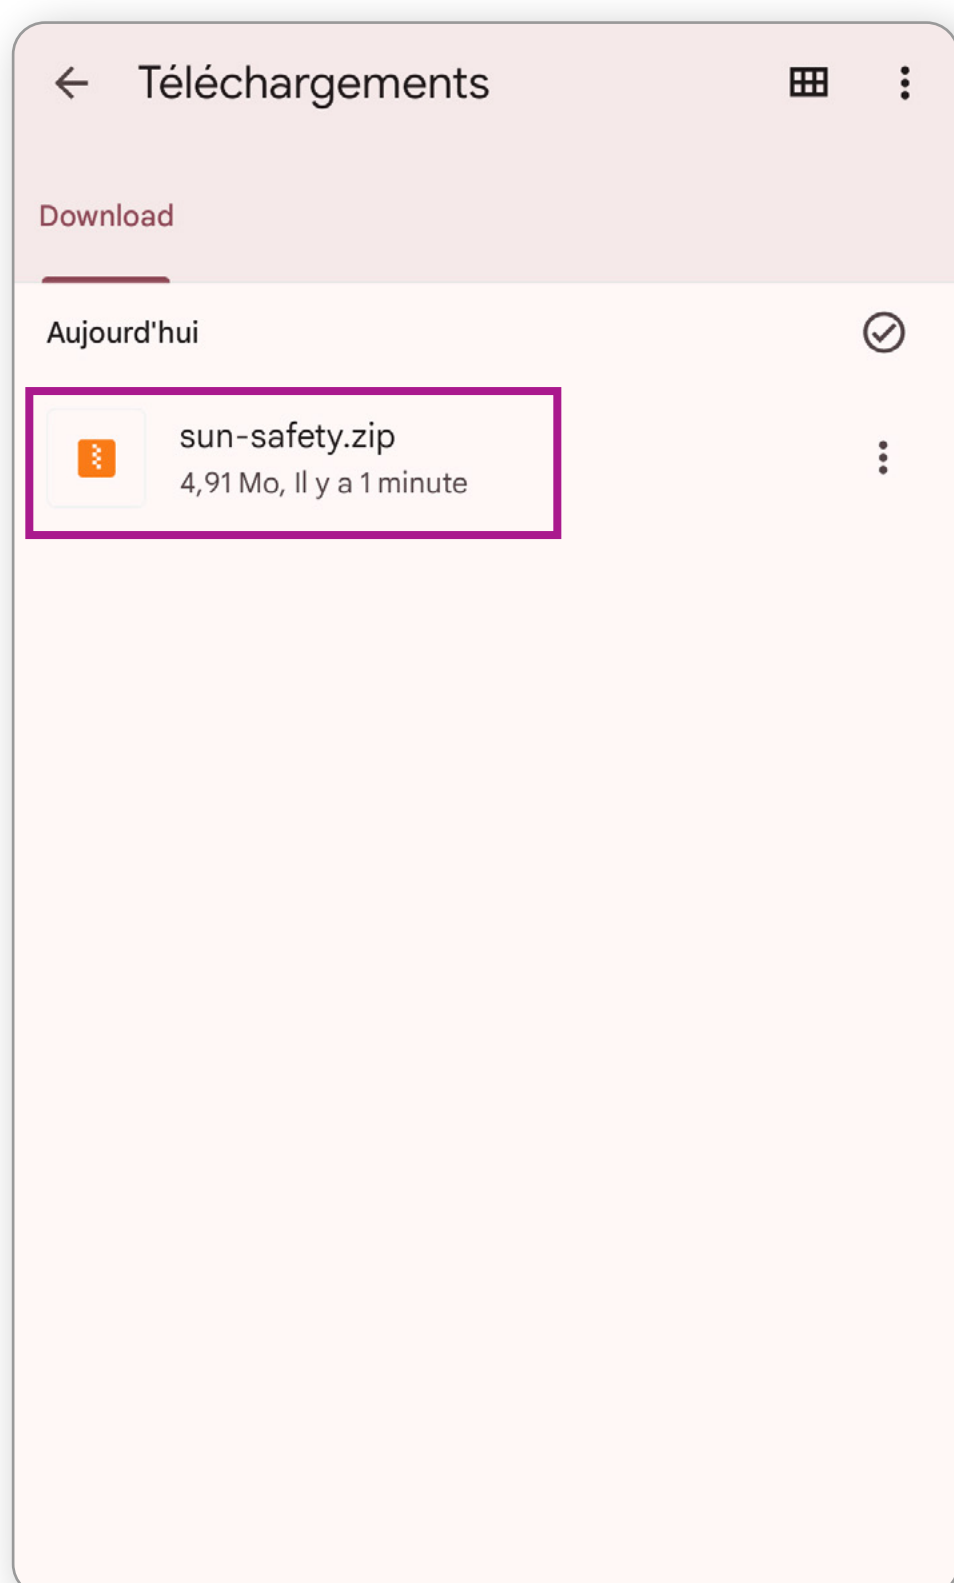 Téléchargements
Download
Aujourd'hui
sun-safety.zip
4,91 Mo, Il y a 1 minute